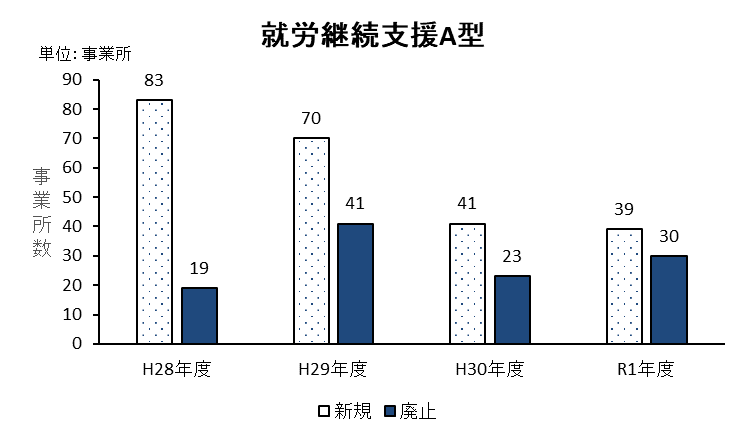 就労継続支援A型
単位: 事業所
事業所数
90
80
70
60
50
40
30
20
10
0
83
19
70
41
41
23
39
30
H28年度
H29年度
H30年度
R1年度
新規 廃止